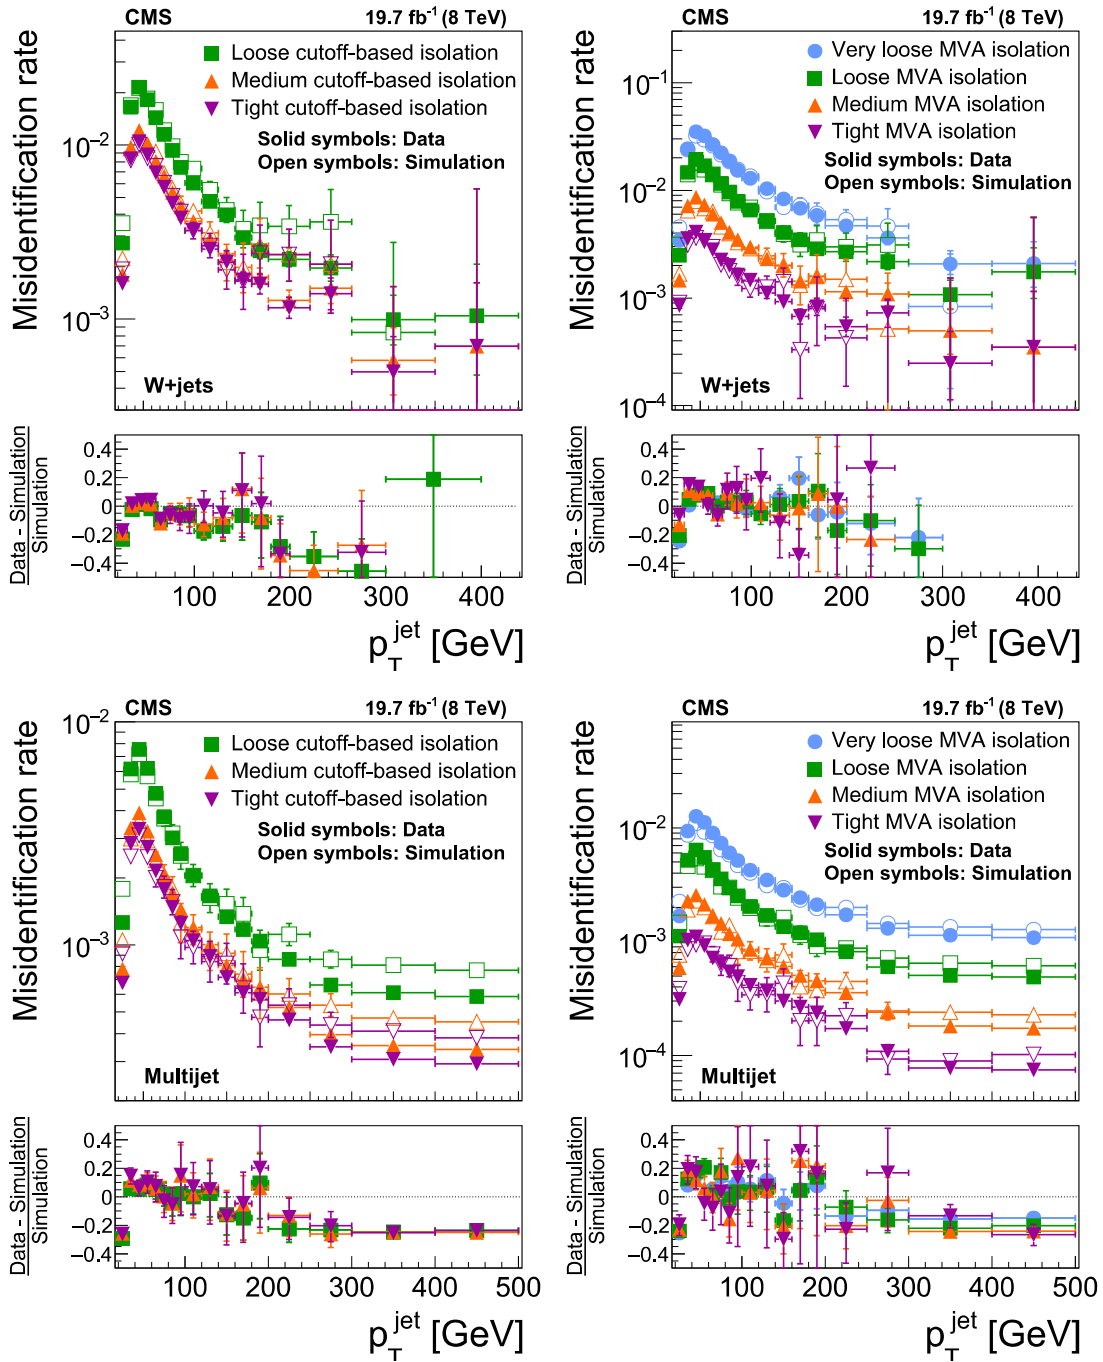 CMS 19.7 fb⁻¹ (8 TeV)
Misidentification rate
Loose cutoff-based isolation
Medium cutoff-based isolation
Tight cutoff-based isolation
Solid symbols: Data
Open symbols: Simulation
10⁻²
10⁻³
W+jets
Data - Simulation
Simulation
0.4
0.2
0
−0.2
−0.4
100 200 300 400
p_T^jet [GeV]
CMS 19.7 fb⁻¹ (8 TeV)
Misidentification rate
Very loose MVA isolation
Loose MVA isolation
Medium MVA isolation
Tight MVA isolation
Solid symbols: Data
Open symbols: Simulation
10⁻¹
10⁻²
10⁻³
10⁻⁴
W+jets
Data - Simulation
Simulation
0.4
0.2
0
−0.2
−0.4
100 200 300 400
p_T^jet [GeV]
CMS 19.7 fb⁻¹ (8 TeV)
Misidentification rate
10⁻²
Loose cutoff-based isolation
Medium cutoff-based isolation
Tight cutoff-based isolation
Solid symbols: Data
Open symbols: Simulation
10⁻³
Multijet
Data - Simulation
Simulation
0.4
0.2
0
−0.2
−0.4
100 200 300 400 500
p_T^jet [GeV]
CMS 19.7 fb⁻¹ (8 TeV)
Misidentification rate
Very loose MVA isolation
Loose MVA isolation
Medium MVA isolation
Tight MVA isolation
Solid symbols: Data
Open symbols: Simulation
10⁻²
10⁻³
10⁻⁴
Multijet
Data - Simulation
Simulation
0.4
0.2
0
−0.2
−0.4
100 200 300 400 500
p_T^jet [GeV]